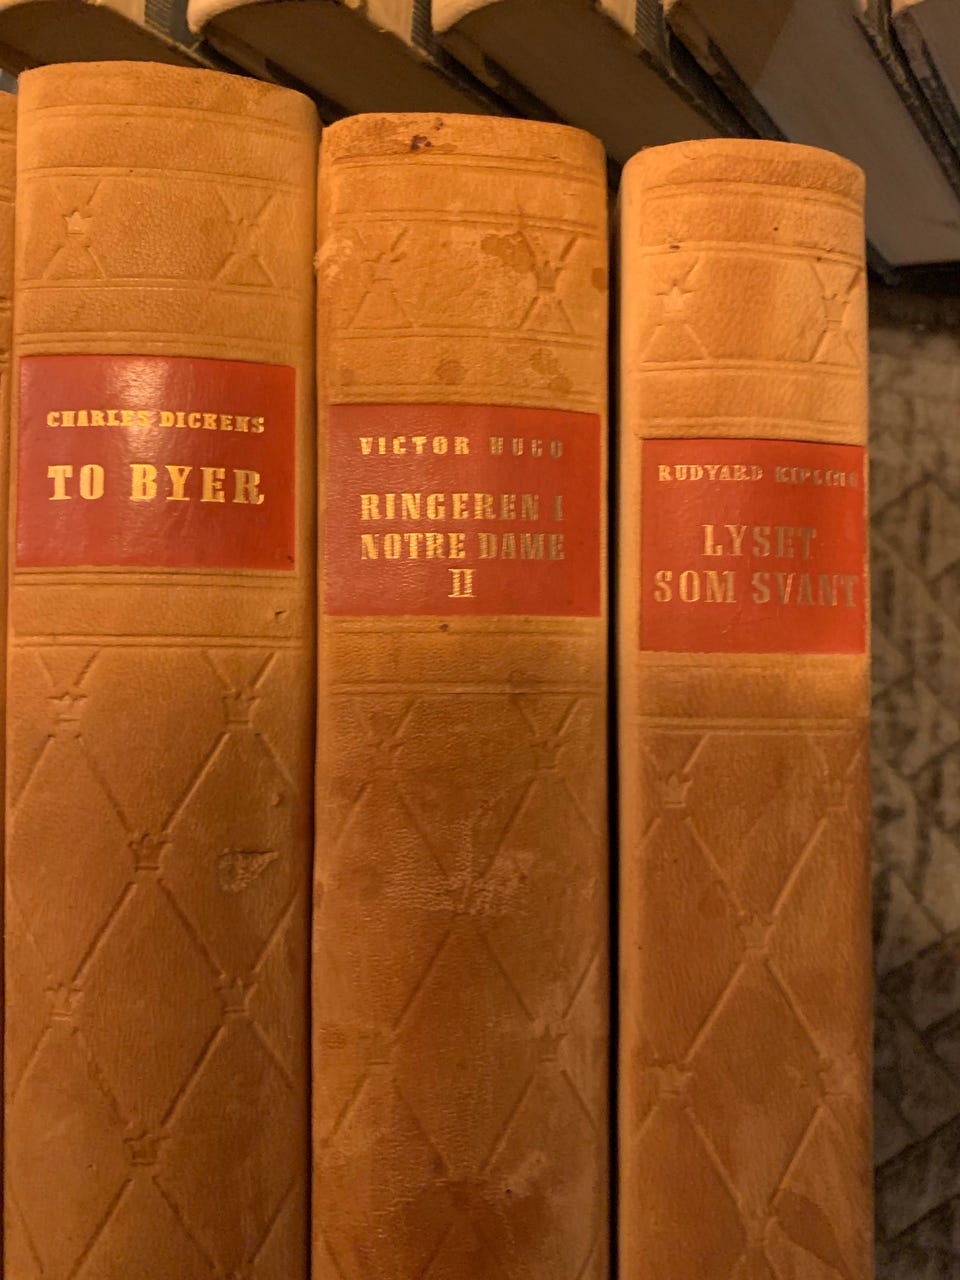 CHARLES DICKENS
TO BYER
VICTOR HUGO
RINGEREN I
NOTRE DAME
II
RUDYARD KIPLING
LYSET
SOM SVANT